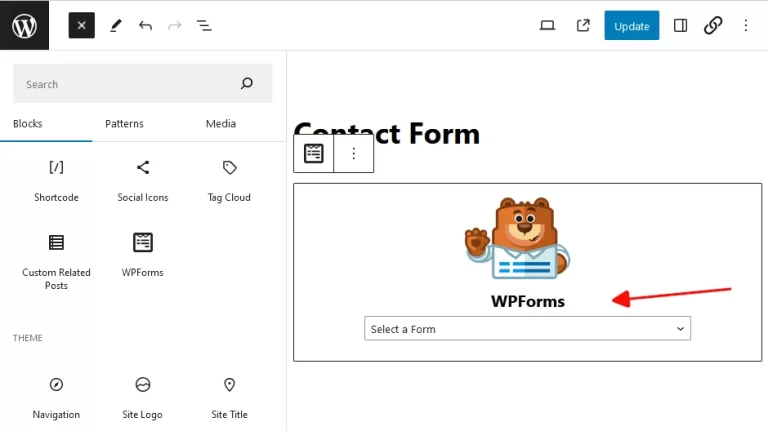 Update
Search
Blocks
Patterns
Media
Contact Form
[/]
Shortcode
Social Icons
Tag Cloud
Custom Related
Posts
WPForms
WPForms
Select a Form
THEME
Navigation
Site Logo
Site Title